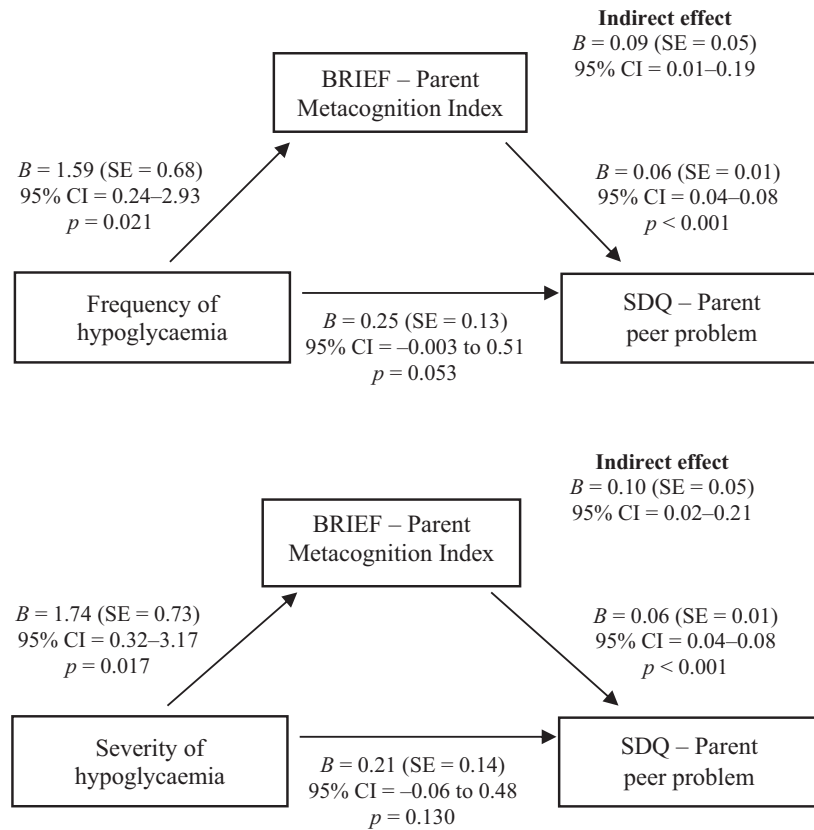 Indirect effect
B = 0.09 (SE = 0.05)
95% CI = 0.01–0.19
BRIEF – Parent
Metacognition Index
B = 1.59 (SE = 0.68)
95% CI = 0.24–2.93
p = 0.021
B = 0.06 (SE = 0.01)
95% CI = 0.04–0.08
p < 0.001
Frequency of
hypoglycaemia
B = 0.25 (SE = 0.13)
95% CI = –0.003 to 0.51
p = 0.053
SDQ – Parent
peer problem
Indirect effect
B = 0.10 (SE = 0.05)
95% CI = 0.02–0.21
BRIEF – Parent
Metacognition Index
B = 1.74 (SE = 0.73)
95% CI = 0.32–3.17
p = 0.017
B = 0.06 (SE = 0.01)
95% CI = 0.04–0.08
p < 0.001
Severity of
hypoglycaemia
B = 0.21 (SE = 0.14)
95% CI = –0.06 to 0.48
p = 0.130
SDQ – Parent
peer problem